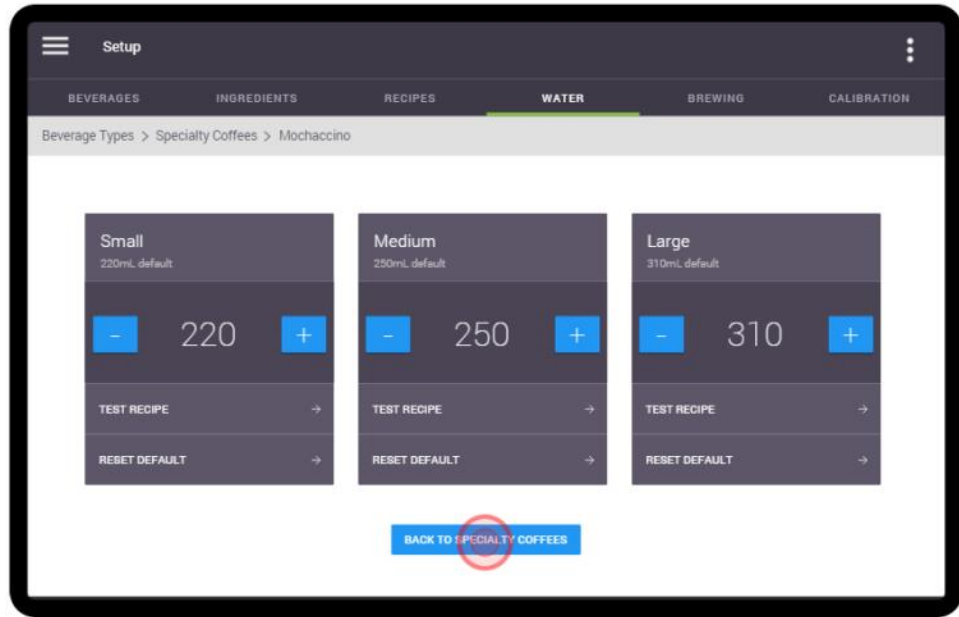 Setup
BEVERAGES INGREDIENTS RECIPES WATER BREWING CALIBRATION
Beverage Types > Specialty Coffees > Mochaccino
Small
220mL default
- 220 +
TEST RECIPE →
RESET DEFAULT →
Medium
250mL default
- 250 +
TEST RECIPE →
RESET DEFAULT →
Large
310mL default
- 310 +
TEST RECIPE →
RESET DEFAULT →
BACK TO SPECIALTY COFFEES